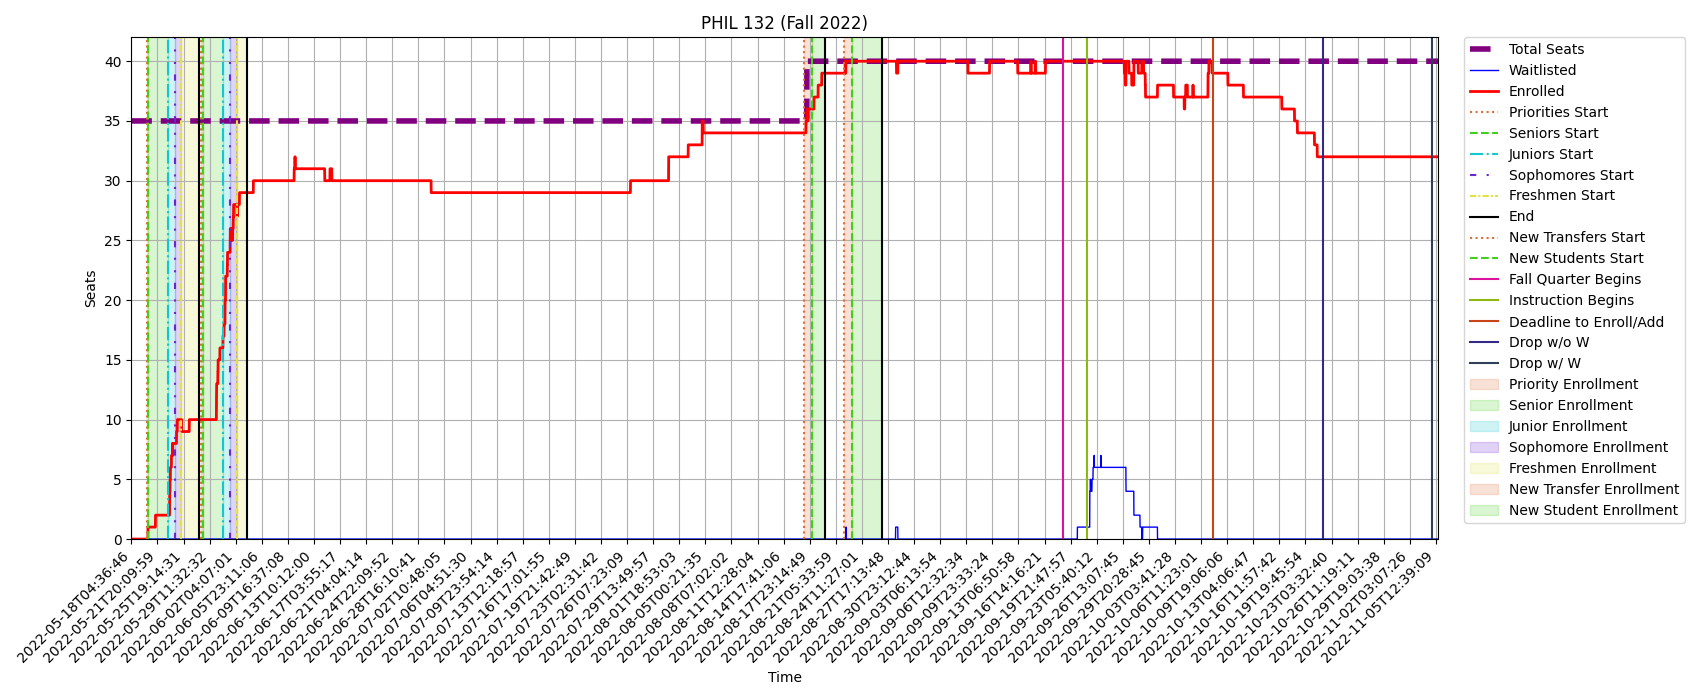 PHIL 132 (Fall 2022)
Seats
40
35
30
25
20
15
10
5
0
2022-05-18T04:36:46
2022-05-21T20:09:59
2022-05-25T19:14:31
2022-05-29T11:32:32
2022-06-02T04:07:01
2022-06-05T23:11:06
2022-06-09T16:37:08
2022-06-13T10:12:00
2022-06-17T03:55:17
2022-06-21T04:04:14
2022-06-24T22:09:52
2022-06-28T16:10:41
2022-07-02T10:48:05
2022-07-06T04:51:30
2022-07-09T23:54:14
2022-07-13T12:18:57
2022-07-16T17:01:55
2022-07-19T21:42:49
2022-07-23T02:31:42
2022-07-26T07:23:09
2022-07-29T13:49:57
2022-08-01T18:53:03
2022-08-05T00:21:35
2022-08-08T07:02:02
2022-08-11T12:28:04
2022-08-14T17:41:06
2022-08-17T23:14:49
2022-08-21T05:33:59
2022-08-24T11:27:01
2022-08-27T17:13:48
2022-08-30T23:12:44
2022-09-03T06:13:54
2022-09-06T12:32:34
2022-09-09T23:33:24
2022-09-13T06:50:58
2022-09-16T14:16:21
2022-09-19T21:47:57
2022-09-23T05:40:12
2022-09-26T13:07:45
2022-09-29T20:28:45
2022-10-03T03:41:28
2022-10-06T11:23:01
2022-10-09T19:06:06
2022-10-13T04:06:47
2022-10-16T11:57:42
2022-10-19T19:45:54
2022-10-23T03:32:40
2022-10-26T11:19:11
2022-10-29T19:03:38
2022-11-02T03:07:26
2022-11-05T12:39:09
Time
Total Seats
Waitlisted
Enrolled
Priorities Start
Seniors Start
Juniors Start
Sophomores Start
Freshmen Start
End
New Transfers Start
New Students Start
Fall Quarter Begins
Instruction Begins
Deadline to Enroll/Add
Drop w/o W
Drop w/ W
Priority Enrollment
Senior Enrollment
Junior Enrollment
Sophomore Enrollment
Freshmen Enrollment
New Transfer Enrollment
New Student Enrollment